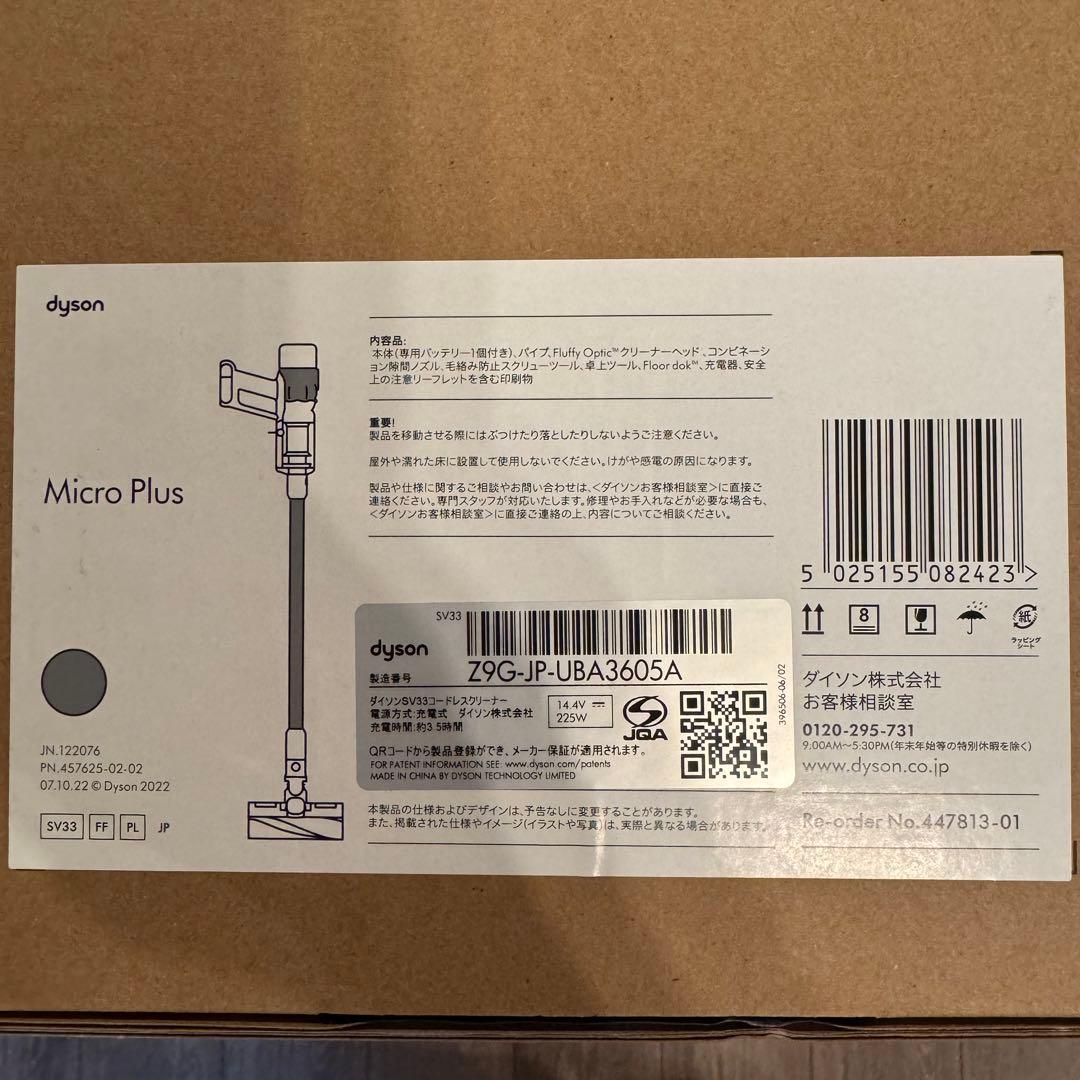 dyson
Micro Plus
JN.122076
PN.457625-02-02
07.10.22 © Dyson 2022
SV33 FF PL JP
内容品:
本体(専用バッテリー1個付き)、パイプ、Fluffy Optic™クリーナーヘッド、コンビネーシ
ョン隙間ノズル、毛絡み防止スクリューツール、卓上ツール、Floor dok™、充電器、安全
上の注意リーフレットを含む印刷物
重要!
製品を移動させる際にはぶつけたり落としたりしないようご注意ください。
屋外や濡れた床に設置して使用しないでください。けがや感電の原因になります。
製品や仕様に関するご相談やお問い合わせは、<ダイソンお客様相談室>に直接ご
連絡ください。専門スタッフが対応いたします。修理やお手入れなどが必要な場合も、
<ダイソンお客様相談室>に直接ご連絡の上、内容についてご相談ください。
SV33
dyson
製造番号
Z9G-JP-UBA3605A
ダイソンSV33コードレスクリーナー
電源方式:充電式 ダイソン株式会社
充電時間:約3.5時間
14.4V ⎓
225W
JQA
QRコードから製品登録ができ、メーカー保証が適用されます。
FOR PATENT INFORMATION SEE: www.dyson.com/patents
MADE IN CHINA BY DYSON TECHNOLOGY LIMITED
396506-06/02
本製品の仕様およびデザインは、予告なしに変更することがあります。
また、掲載された仕様やイメージ(イラストや写真)は、実際と異なる場合があります。
5 025155 082423 >
8
紙
ラッピング
シート
ダイソン株式会社
お客様相談室
0120-295-731
9:00AM～5:30PM(年末年始等の特別休暇を除く)
www.dyson.co.jp
Re-order No.447813-01